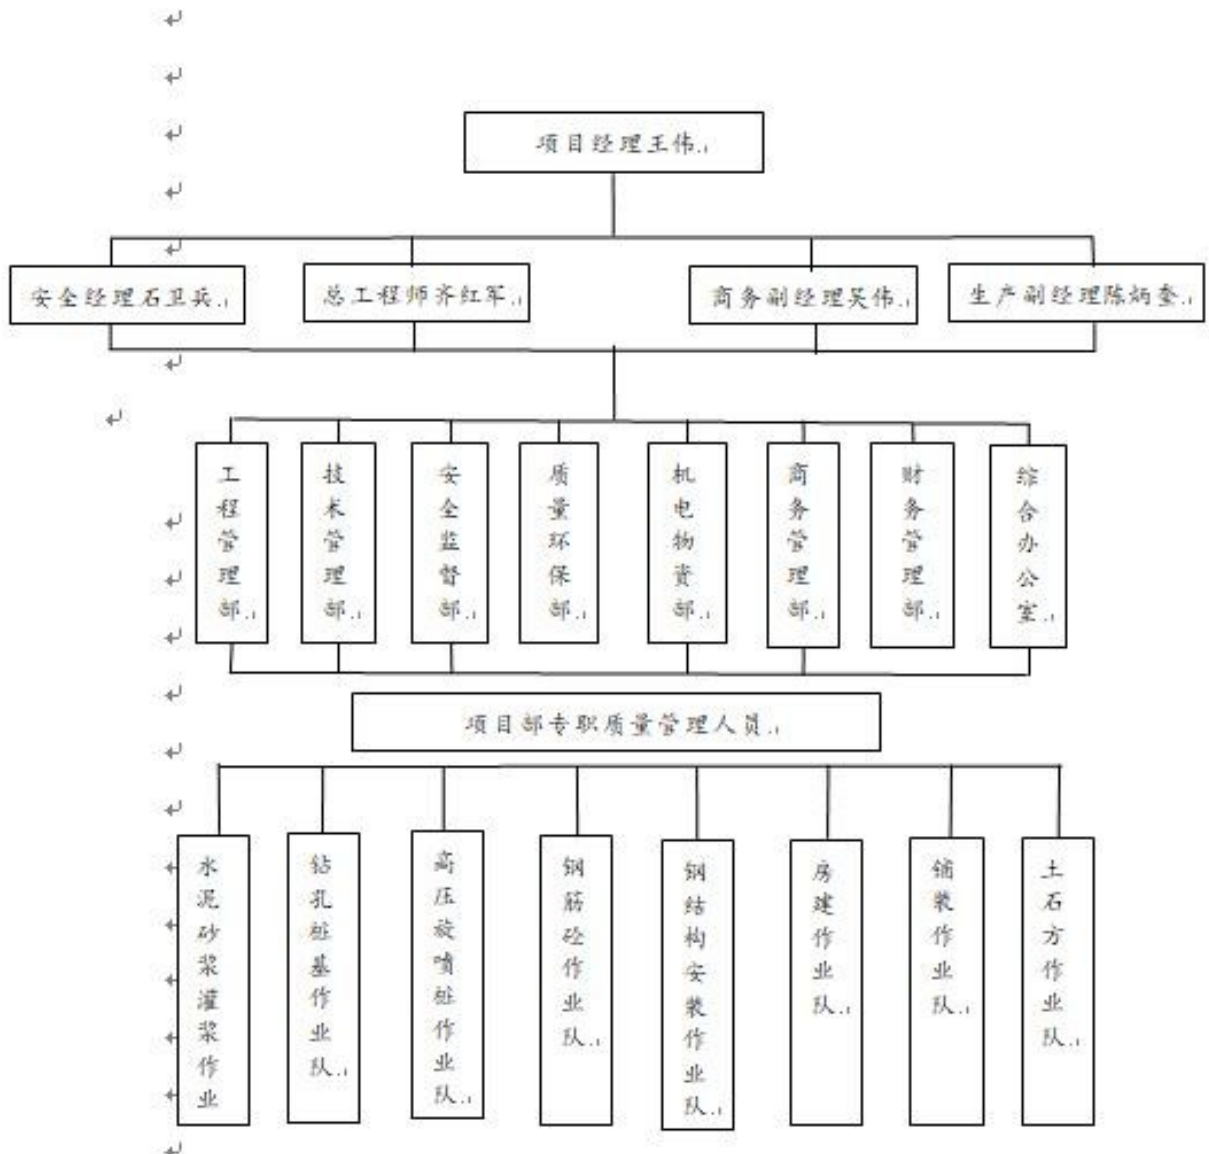 项目经理王伟
安全经理石卫兵
总工程师齐红军
商务副经理吴伟
生产副经理陈炳奎
工程管理部
技术管理部
安全监督部
质量环保部
机电物资部
商务管理部
财务管理部
综合办公室
项目部专职质量管理人员
水泥砂浆灌浆作业
钻孔桩基作业队
高压旋喷桩作业队
钢筋砼作业队
钢结构安装作业队
房建作业队
铺装作业队
土石方作业队